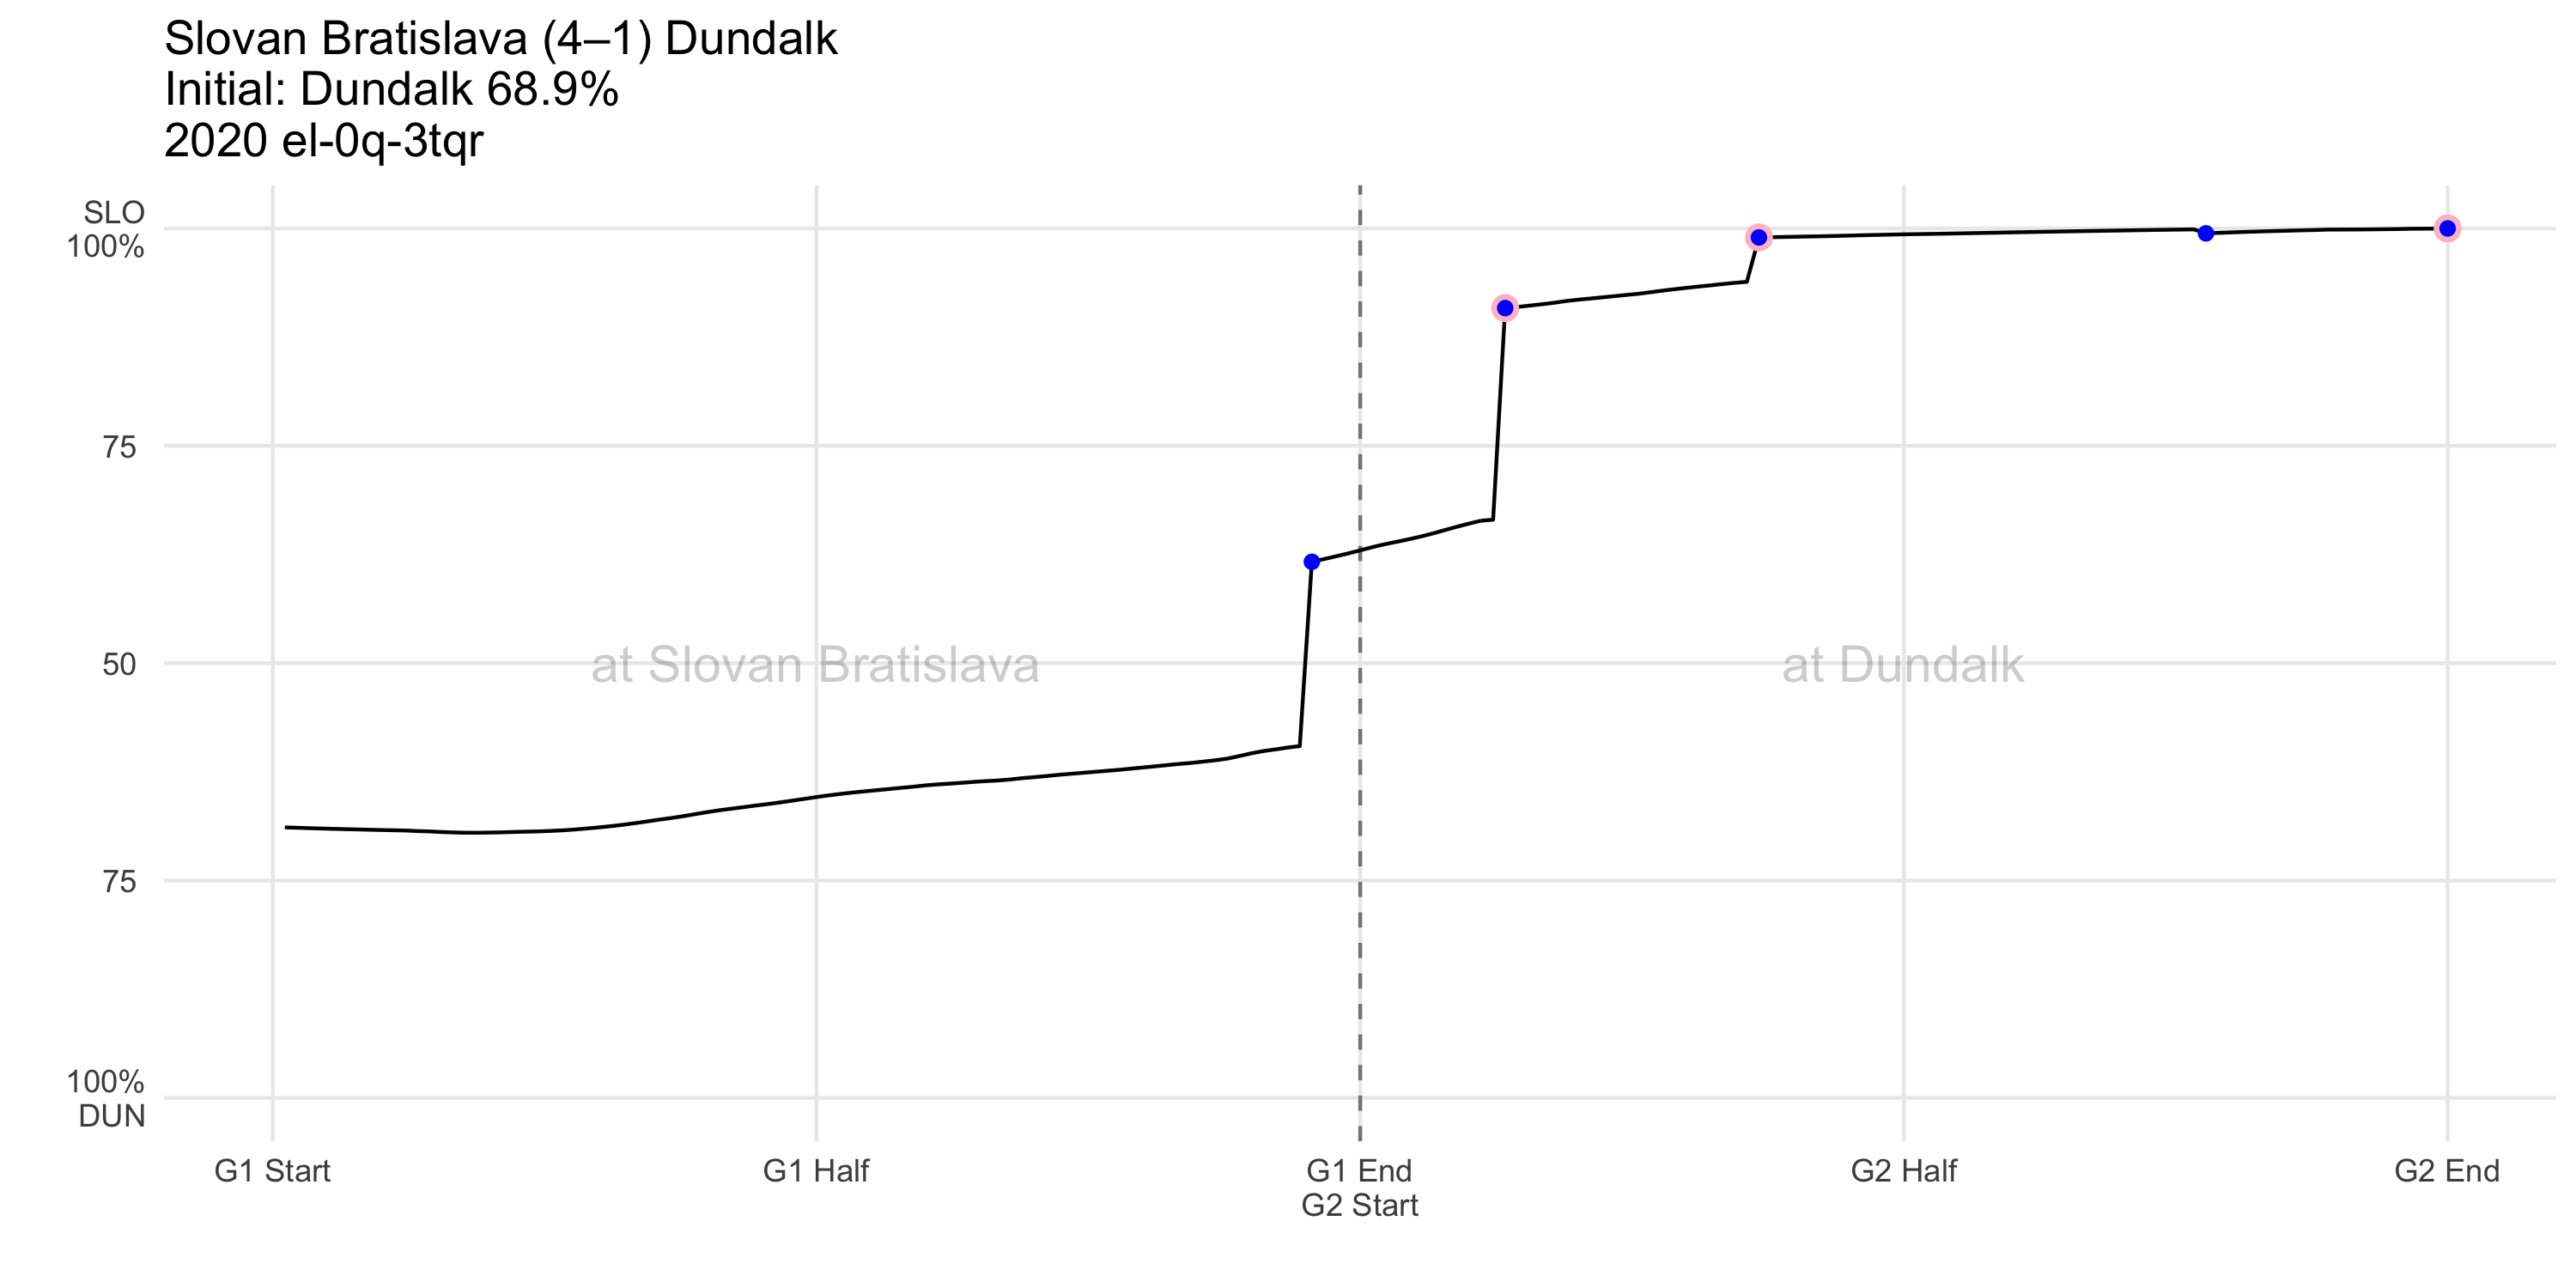 Slovan Bratislava (4–1) Dundalk
Initial: Dundalk 68.9%
2020 el-0q-3tqr
SLO
100%
75
50
75
100%
DUN
at Slovan Bratislava
at Dundalk
G1 Start
G1 Half
G1 End
G2 Start
G2 Half
G2 End